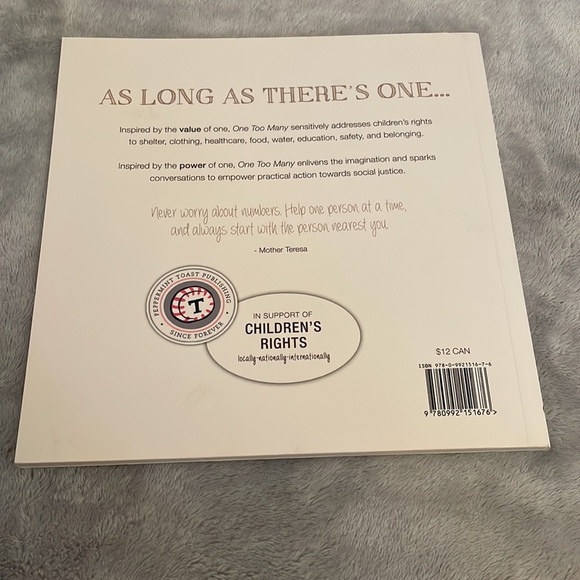 AS LONG AS THERE'S ONE...
Inspired by the value of one, One Too Many sensitively addresses children's rights
to shelter, clothing, healthcare, food, water, education, safety, and belonging.
Inspired by the power of one, One Too Many enlivens the imagination and sparks
conversations to empower practical action towards social justice.
Never worry about numbers. Help one person at a time,
and always start with the person nearest you.
- Mother Teresa
PEPPERMINT TOAST PUBLISHING
T
• SINCE FOREVER •
IN SUPPORT OF
CHILDREN'S
RIGHTS
locally-nationally-internationally
$12 CAN
ISBN 978-0-9921516-7-6
9 780992 151676>